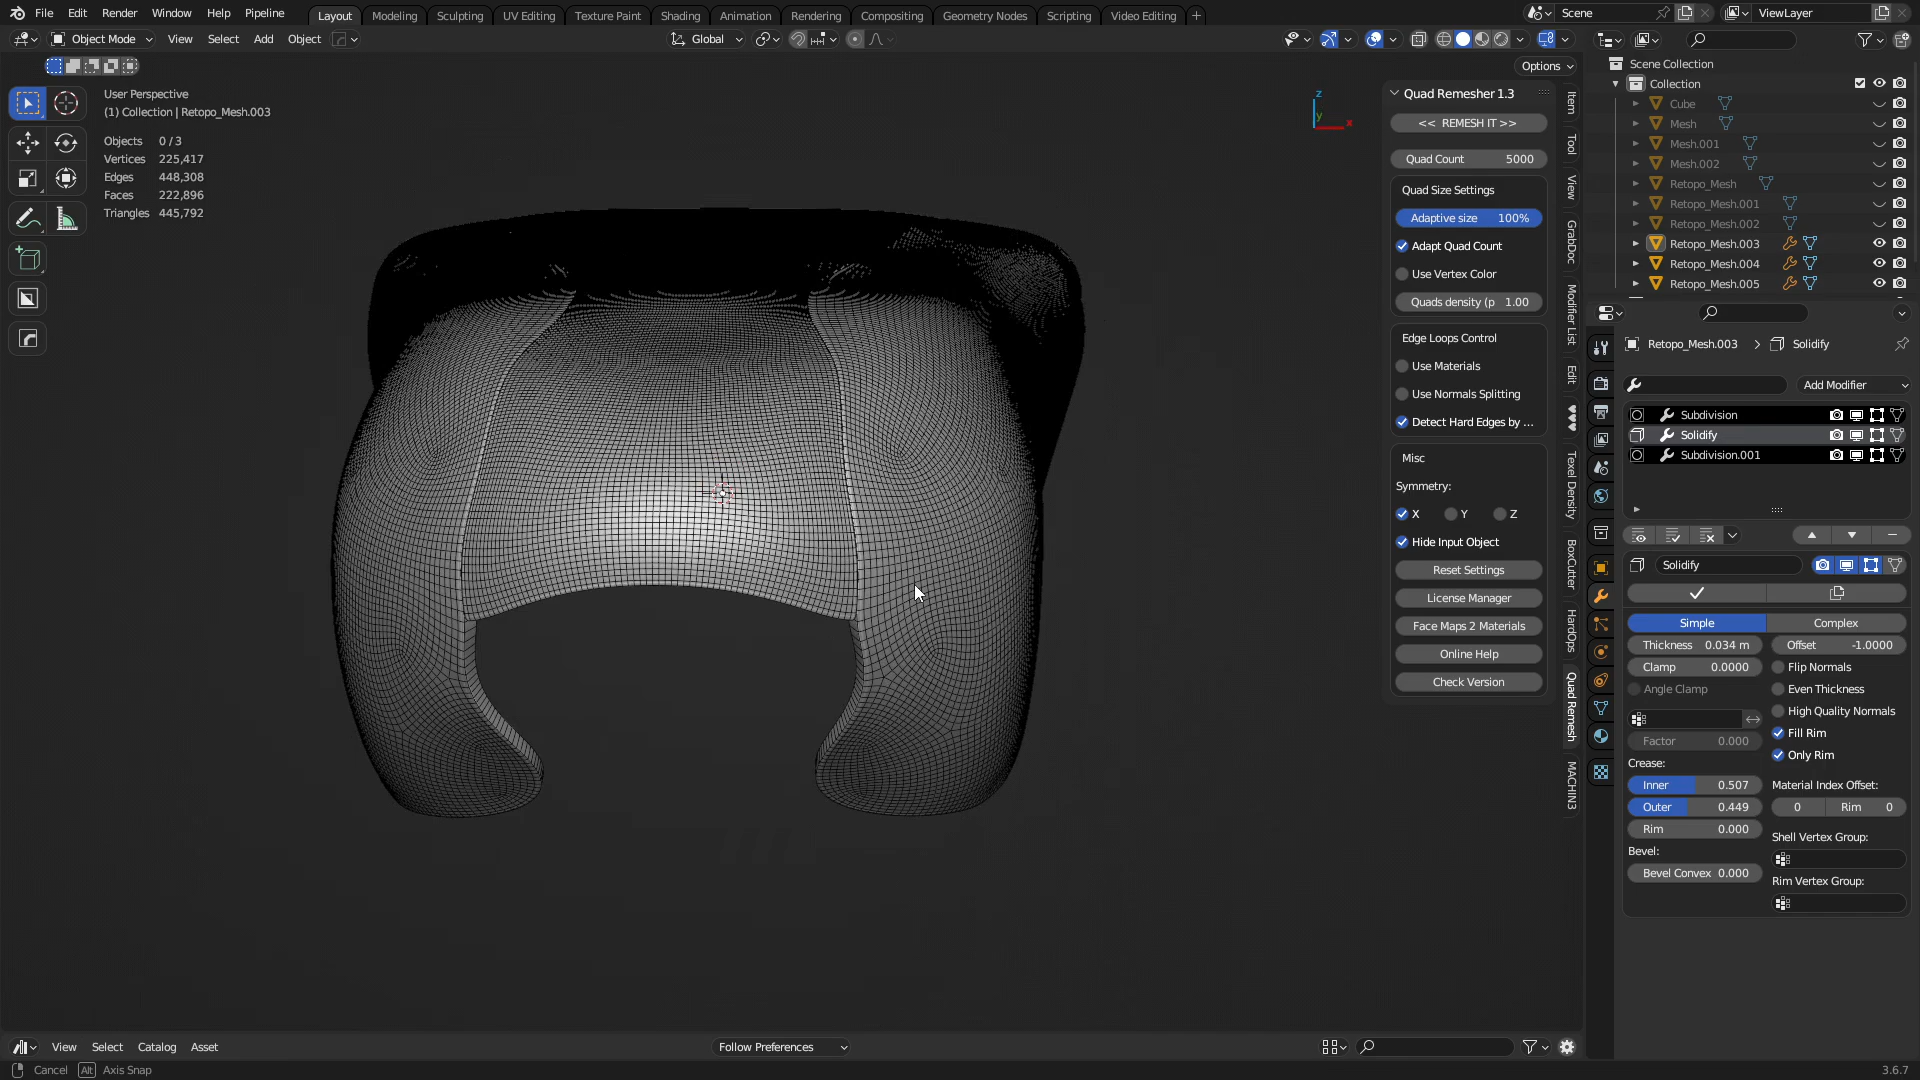 File Edit Render Window Help Pipeline Layout Modeling Sculpting UV Editing Texture Paint Shading Animation Rendering Compositing Geometry Nodes Scripting Video Editing + Scene ViewLayer
Object Mode View Select Add Object Global
Options
User Perspective
(1) Collection | Retopo_Mesh.003
Objects 0 / 3
Vertices 225,417
Edges 448,308
Faces 222,896
Triangles 445,792
z
y
x
Quad Remesher 1.3
<< REMESH IT >>
Quad Count 5000
Quad Size Settings
Adaptive size 100%
Adapt Quad Count
Use Vertex Color
Quads density (p 1.00
Edge Loops Control
Use Materials
Use Normals Splitting
Detect Hard Edges by ...
Misc
Symmetry:
X Y Z
Hide Input Object
Reset Settings
License Manager
Face Maps 2 Materials
Online Help
Check Version
Item
Tool
View
GrabDoc
Modifier List
Edit
Texel Density
BoxCutter
HardOps
Quad Remesh
MACHIN3
Scene Collection
Collection
Cube
Mesh
Mesh.001
Mesh.002
Retopo_Mesh
Retopo_Mesh.001
Retopo_Mesh.002
Retopo_Mesh.003
Retopo_Mesh.004
Retopo_Mesh.005
Retopo_Mesh.003 > Solidify
Add Modifier
Subdivision
Solidify
Subdivision.001
Solidify
Simple Complex
Thickness 0.034 m Offset -1.0000
Clamp 0.0000 Flip Normals
Angle Clamp Even Thickness
High Quality Normals
Fill Rim
Factor 0.000
Only Rim
Crease:
Inner 0.507 Material Index Offset:
Outer 0.449 0 Rim 0
Rim 0.000
Shell Vertex Group:
Bevel:
Bevel Convex 0.000
Rim Vertex Group:
View Select Catalog Asset Follow Preferences
Cancel Alt Axis Snap 3.6.7